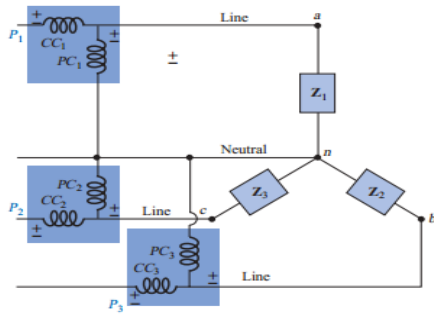 ± Line a
P1 CC1 ±
PC1 ±
Z1
Neutral n
PC2 Z3 Z2
CC2
P2 ± Line c b
±
PC3
CC3 ± Line
P3 ±